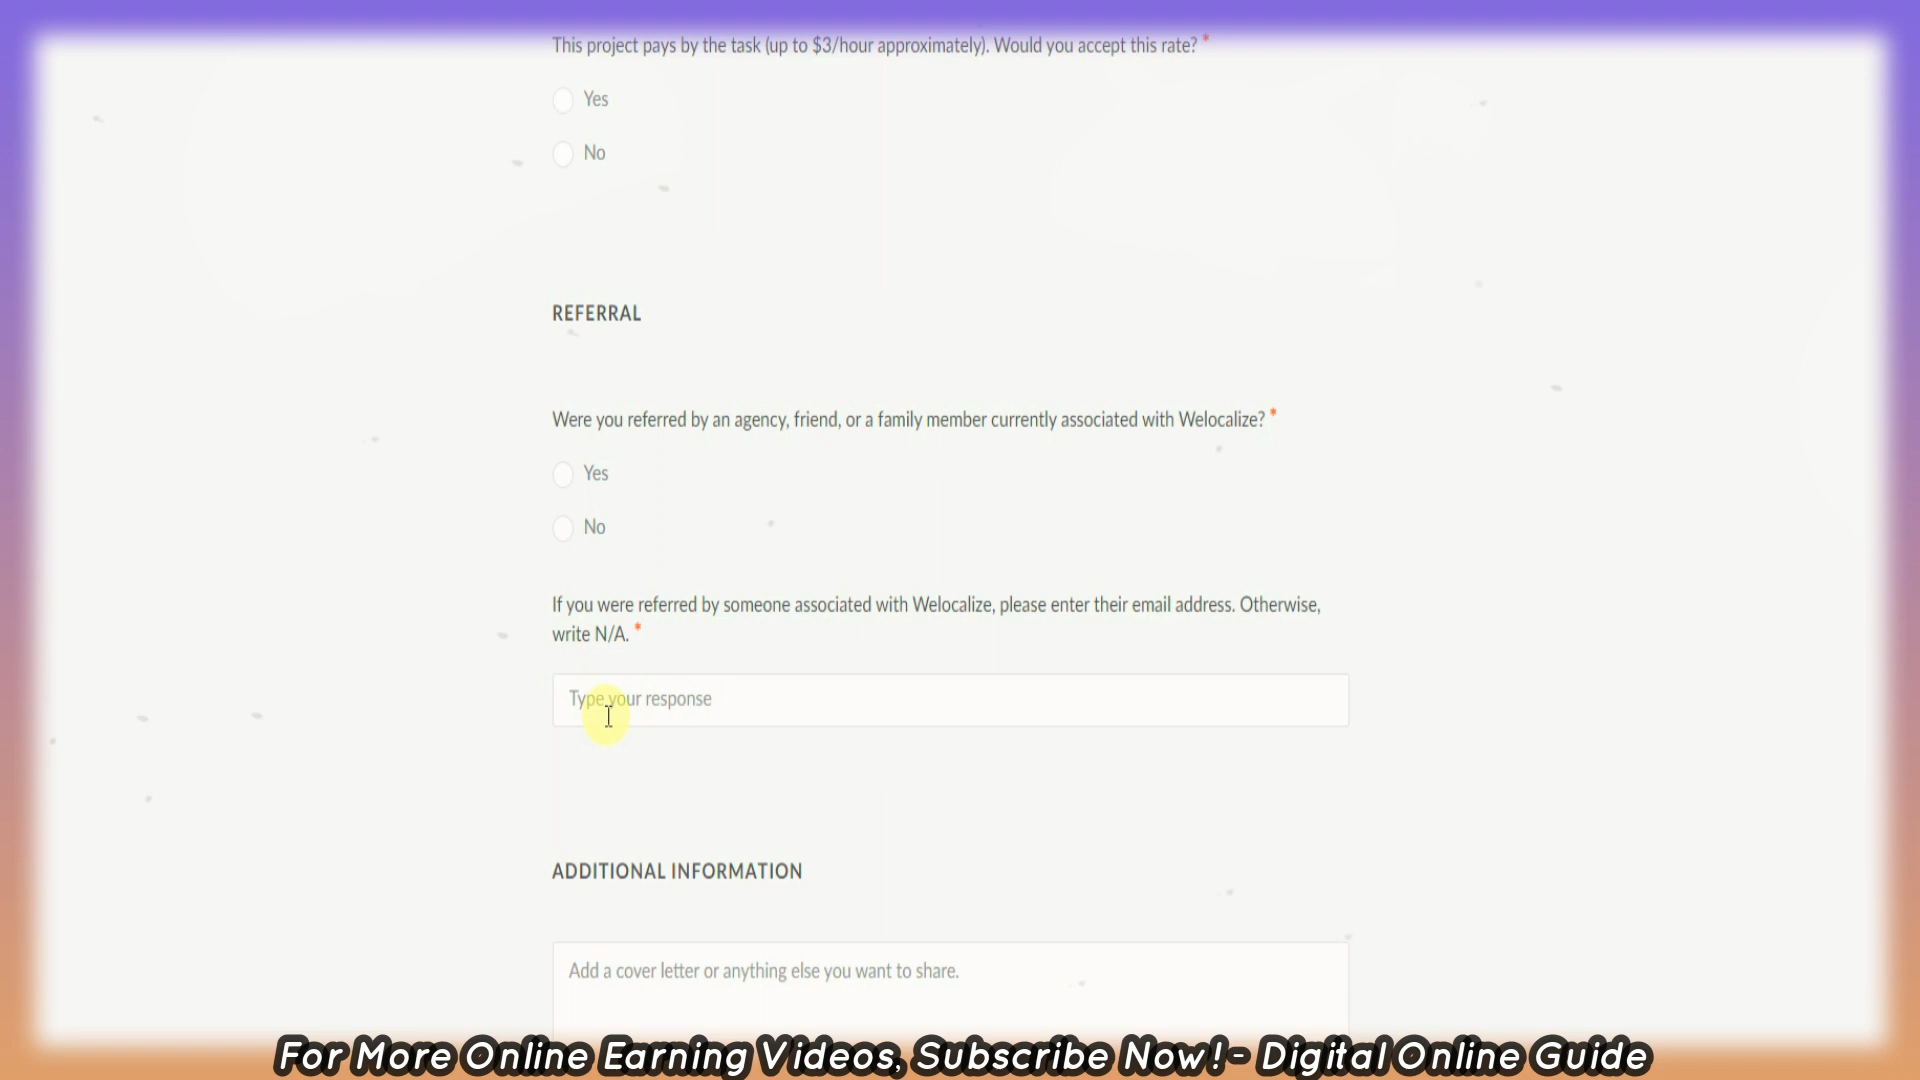 This project pays by the task (up to $3/hour approximately). Would you accept this rate? *
Yes
No
REFERRAL
Were you referred by an agency, friend, or a family member currently associated with Welocalize? *
Yes
No
If you were referred by someone associated with Welocalize, please enter their email address. Otherwise,
write N/A. *
Type your response
ADDITIONAL INFORMATION
Add a cover letter or anything else you want to share.
For More Online Earning Videos, Subscribe Now! - Digital Online Guide